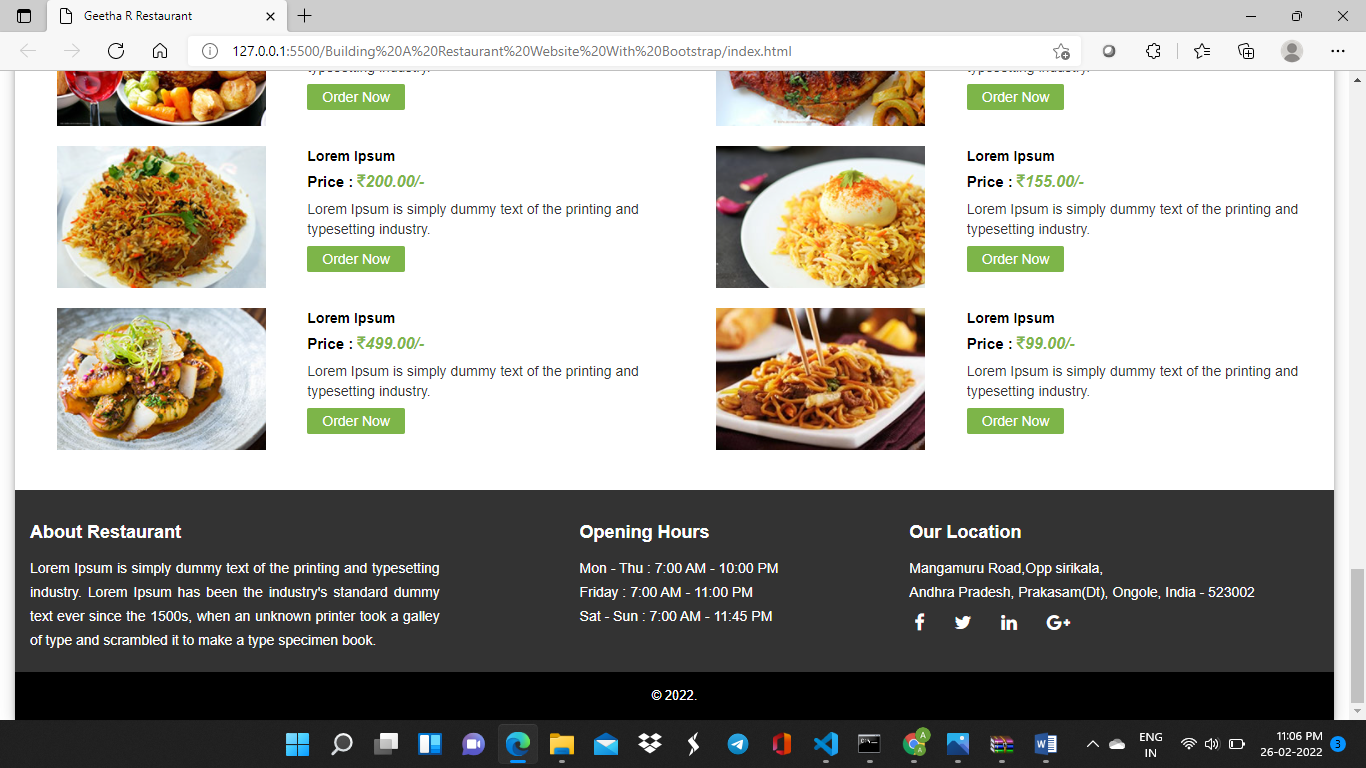 Geetha R Restaurant
127.0.0.1:5500/Building%20A%20Restaurant%20Website%20With%20Bootstrap/index.html
typesetting industry.
Order Now
typesetting industry.
Order Now
Lorem Ipsum
Price : ₹200.00/-
Lorem Ipsum is simply dummy text of the printing and
typesetting industry.
Order Now
Lorem Ipsum
Price : ₹155.00/-
Lorem Ipsum is simply dummy text of the printing and
typesetting industry.
Order Now
Lorem Ipsum
Price : ₹499.00/-
Lorem Ipsum is simply dummy text of the printing and
typesetting industry.
Order Now
Lorem Ipsum
Price : ₹99.00/-
Lorem Ipsum is simply dummy text of the printing and
typesetting industry.
Order Now
About Restaurant
Lorem Ipsum is simply dummy text of the printing and typesetting
industry. Lorem Ipsum has been the industry's standard dummy
text ever since the 1500s, when an unknown printer took a galley
of type and scrambled it to make a type specimen book.
Opening Hours
Mon - Thu : 7:00 AM - 10:00 PM
Friday : 7:00 AM - 11:00 PM
Sat - Sun : 7:00 AM - 11:45 PM
Our Location
Mangamuru Road,Opp sirikala,
Andhra Pradesh, Prakasam(Dt), Ongole, India - 523002
© 2022.
ENG
IN
11:06 PM
26-02-2022
3